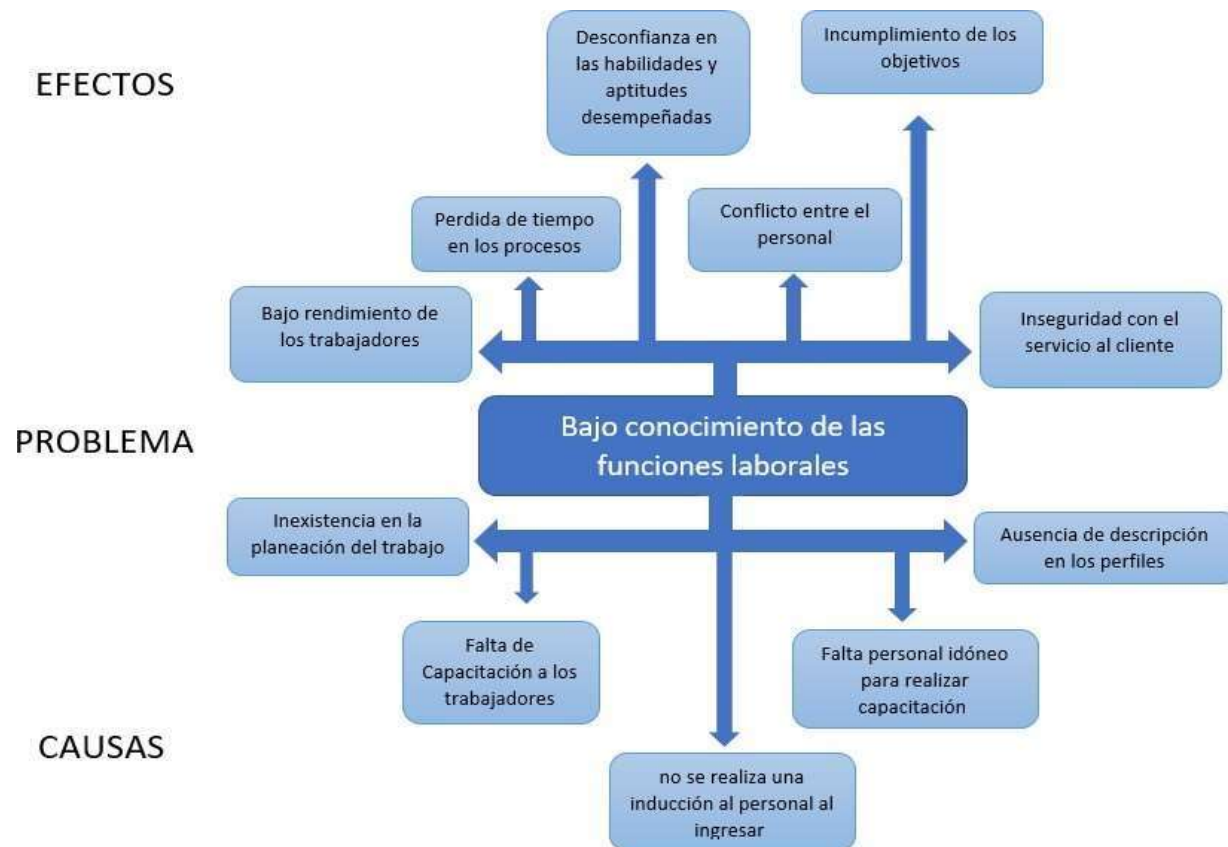 EFECTOS
Desconfianza en
las habilidades y
aptitudes
desempeñadas
Incumplimiento de los
objetivos
Perdida de tiempo
en los procesos
Conflicto entre el
personal
Bajo rendimiento de
los trabajadores
Inseguridad con el
servicio al cliente
PROBLEMA
Bajo conocimiento de las
funciones laborales
Inexistencia en la
planeación del trabajo
Ausencia de descripción
en los perfiles
Falta de
Capacitación a los
trabajadores
Falta personal idóneo
para realizar
capacitación
CAUSAS
no se realiza una
inducción al personal al
ingresar